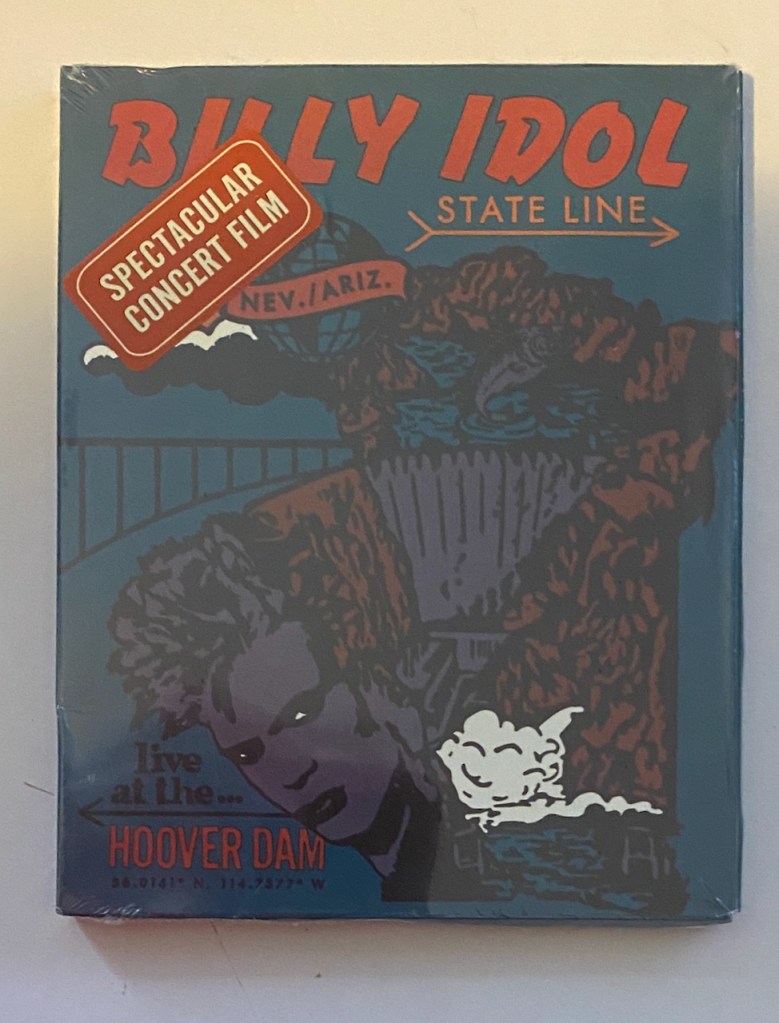 BILLY IDOL
STATE LINE
SPECTACULAR
CONCERT FILM
NEV./ARIZ.
live
at the...
HOOVER DAM
N, W